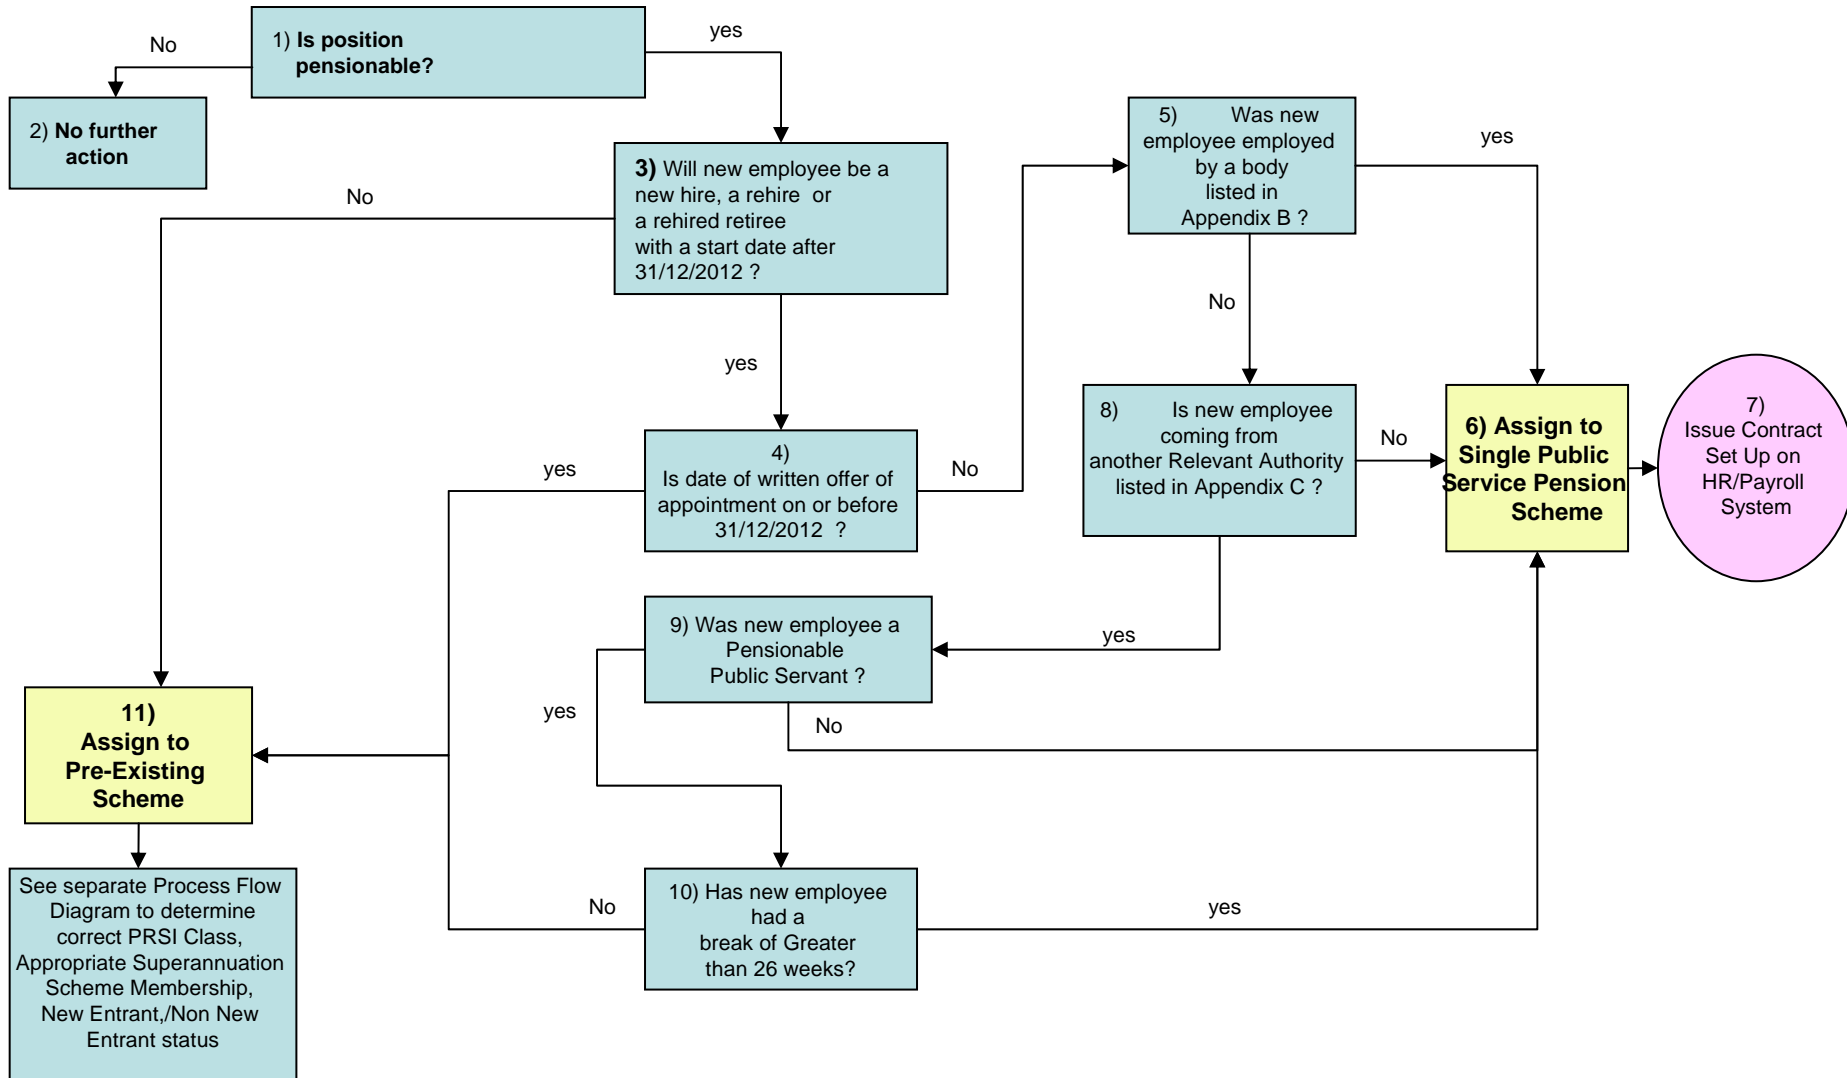 1) Is position
pensionable?
No
yes
2) No further
action
3) Will new employee be a
new hire, a rehire or
a rehired retiree
with a start date after
31/12/2012 ?
No
yes
4)
Is date of written offer of
appointment on or before
31/12/2012 ?
yes
No
5) Was new
employee employed
by a body
listed in
Appendix B ?
yes
No
8) Is new employee
coming from
another Relevant Authority
listed in Appendix C ?
No
yes
6) Assign to
Single Public
Service Pension
Scheme
7)
Issue Contract
Set Up on
HR/Payroll
System
9) Was new employee a
Pensionable
Public Servant ?
yes
No
10) Has new employee
had a
break of Greater
than 26 weeks?
No
yes
11)
Assign to
Pre-Existing
Scheme
See separate Process Flow
Diagram to determine
correct PRSI Class,
Appropriate Superannuation
Scheme Membership,
New Entrant,/Non New
Entrant status